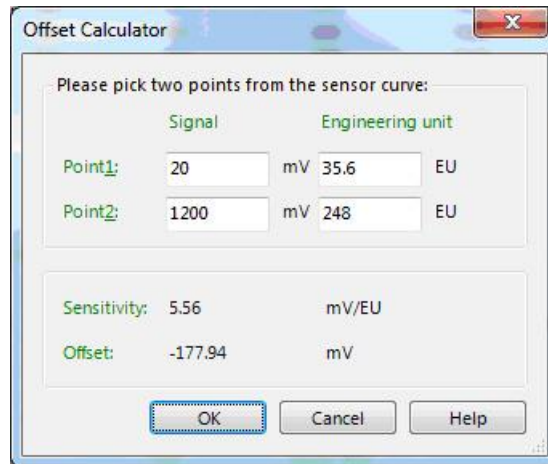 Offset Calculator
Please pick two points from the sensor curve:
Signal Engineering unit
Point1: 20 mV 35.6 EU
Point2: 1200 mV 248 EU
Sensitivity: 5.56 mV/EU
Offset: -177.94 mV
OK Cancel Help